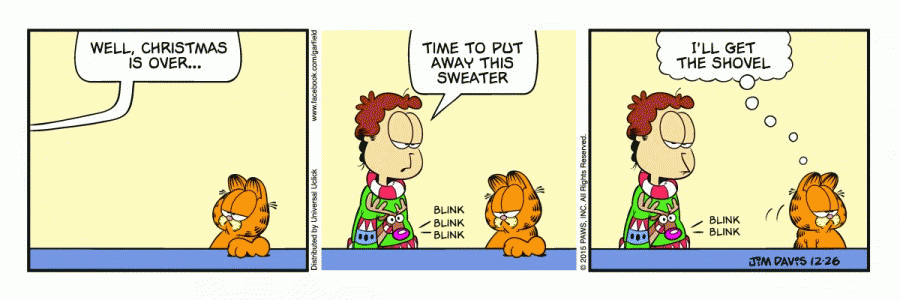 WELL, CHRISTMAS
IS OVER...
www.facebook.com/garfield
Distributed by Universal Uclick
TIME TO PUT
AWAY THIS
SWEATER
BLINK
BLINK
BLINK
© 2015 PAWS, INC. All Rights Reserved.
I'LL GET
THE SHOVEL
BLINK
BLINK
JIM DAVIS 12·26